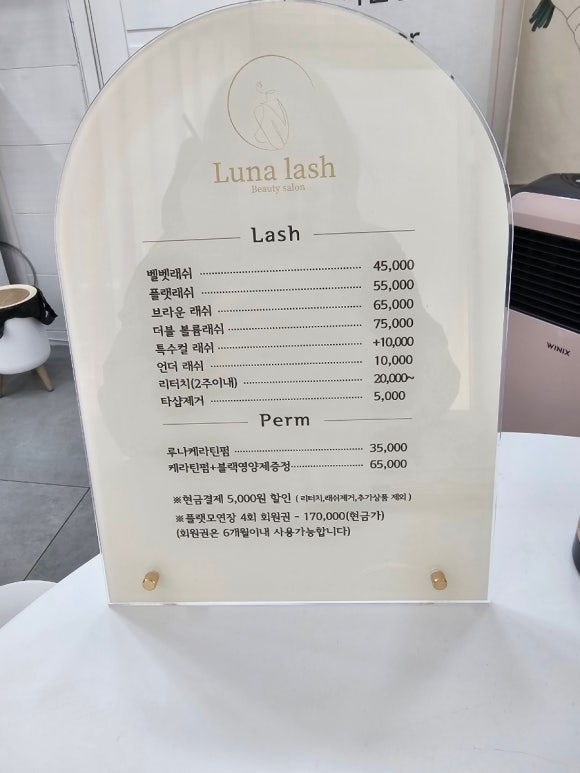 Luna lash
Beauty salon
Lash
벨벳래쉬 45,000
플랫래쉬 55,000
브라운 래쉬 65,000
더블 볼륨래쉬 75,000
특수컬 래쉬 +10,000
언더 래쉬 10,000
리터치(2주이내) 20,000~
타샵제거 5,000
Perm
루나케라틴펌 35,000
케라틴펌+블랙영양제증정 65,000
※현금결제 5,000원 할인 ( 리터치,래쉬제거,추가상품 제외 )
※플랫모연장 4회 회원권 - 170,000(현금가)
(회원권은 6개월이내 사용가능합니다)
WINIX